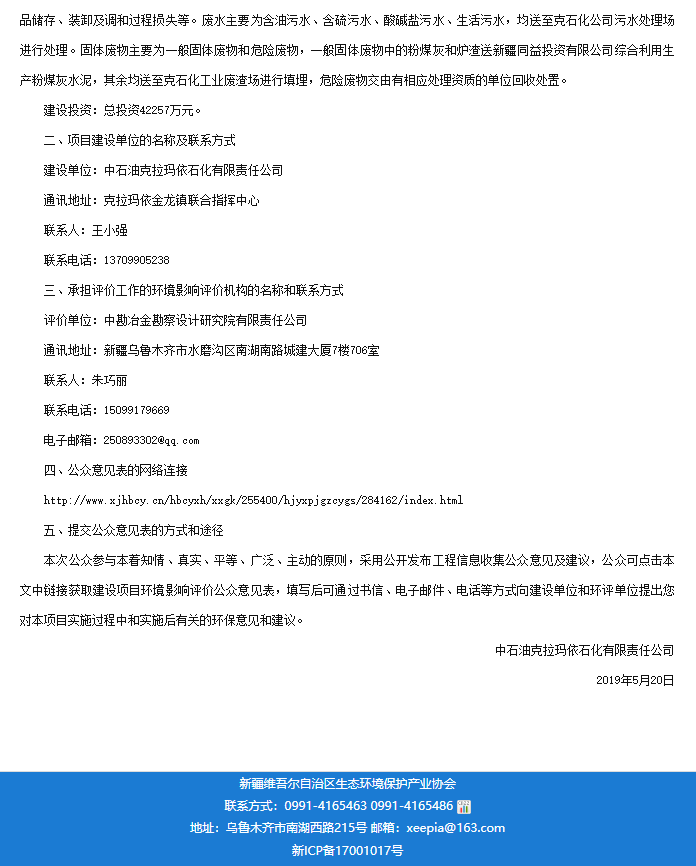 品储存、装卸及调和过程损失等。废水主要为含油污水、含硫污水、酸碱盐污水、生活污水，均送至克石化公司污水处理场
进行处理。固体废物主要为一般固体废物和危险废物，一般固体废物中的粉煤灰和炉渣送新疆同益投资有限公司综合利用生
产粉煤灰水泥，其余均送至克石化工业废渣场进行填埋，危险废物交由有相应处理资质的单位回收处置。
建设投资：总投资42257万元。
二、项目建设单位的名称及联系方式
建设单位：中石油克拉玛依石化有限责任公司
通讯地址：克拉玛依金龙镇联合指挥中心
联系人：王小强
联系电话：13709905238
三、承担评价工作的环境影响评价机构的名称和联系方式
评价单位：中勘冶金勘察设计研究院有限责任公司
通讯地址：新疆乌鲁木齐市水磨沟区南湖南路城建大厦7楼706室
联系人：朱巧丽
联系电话：15099179669
电子邮箱：250893302@qq.com
四、公众意见表的网络连接
http://www.xjhbcy.cn/hbcyxh/xxgk/255400/hjyxpjgzcygs/284162/index.html
五、提交公众意见表的方式和途径
本次公众参与本着知情、真实、平等、广泛、主动的原则，采用公开发布工程信息收集公众意见及建议，公众可点击本
文中链接获取建设项目环境影响评价公众意见表，填写后可通过书信、电子邮件、电话等方式向建设单位和环评单位提出您
对本项目实施过程中和实施后有关的环保意见和建议。
中石油克拉玛依石化有限责任公司
2019年5月20日
新疆维吾尔自治区生态环境保护产业协会
联系方式：0991-4165463 0991-4165486
地址：乌鲁木齐市南湖西路215号 邮箱：xeepia@163.com
新ICP备17001017号